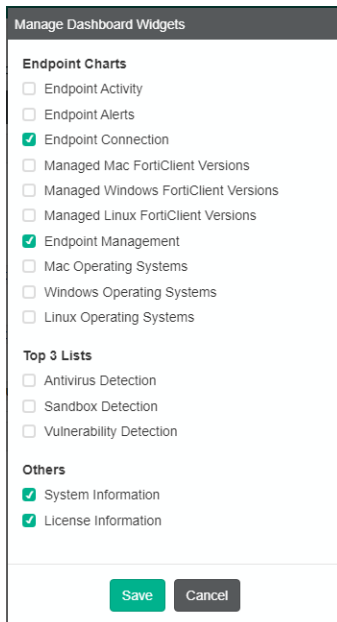 Manage Dashboard Widgets
Endpoint Charts
Endpoint Activity
Endpoint Alerts
Endpoint Connection
Managed Mac FortiClient Versions
Managed Windows FortiClient Versions
Managed Linux FortiClient Versions
Endpoint Management
Mac Operating Systems
Windows Operating Systems
Linux Operating Systems
Top 3 Lists
Antivirus Detection
Sandbox Detection
Vulnerability Detection
Others
System Information
License Information
Save Cancel